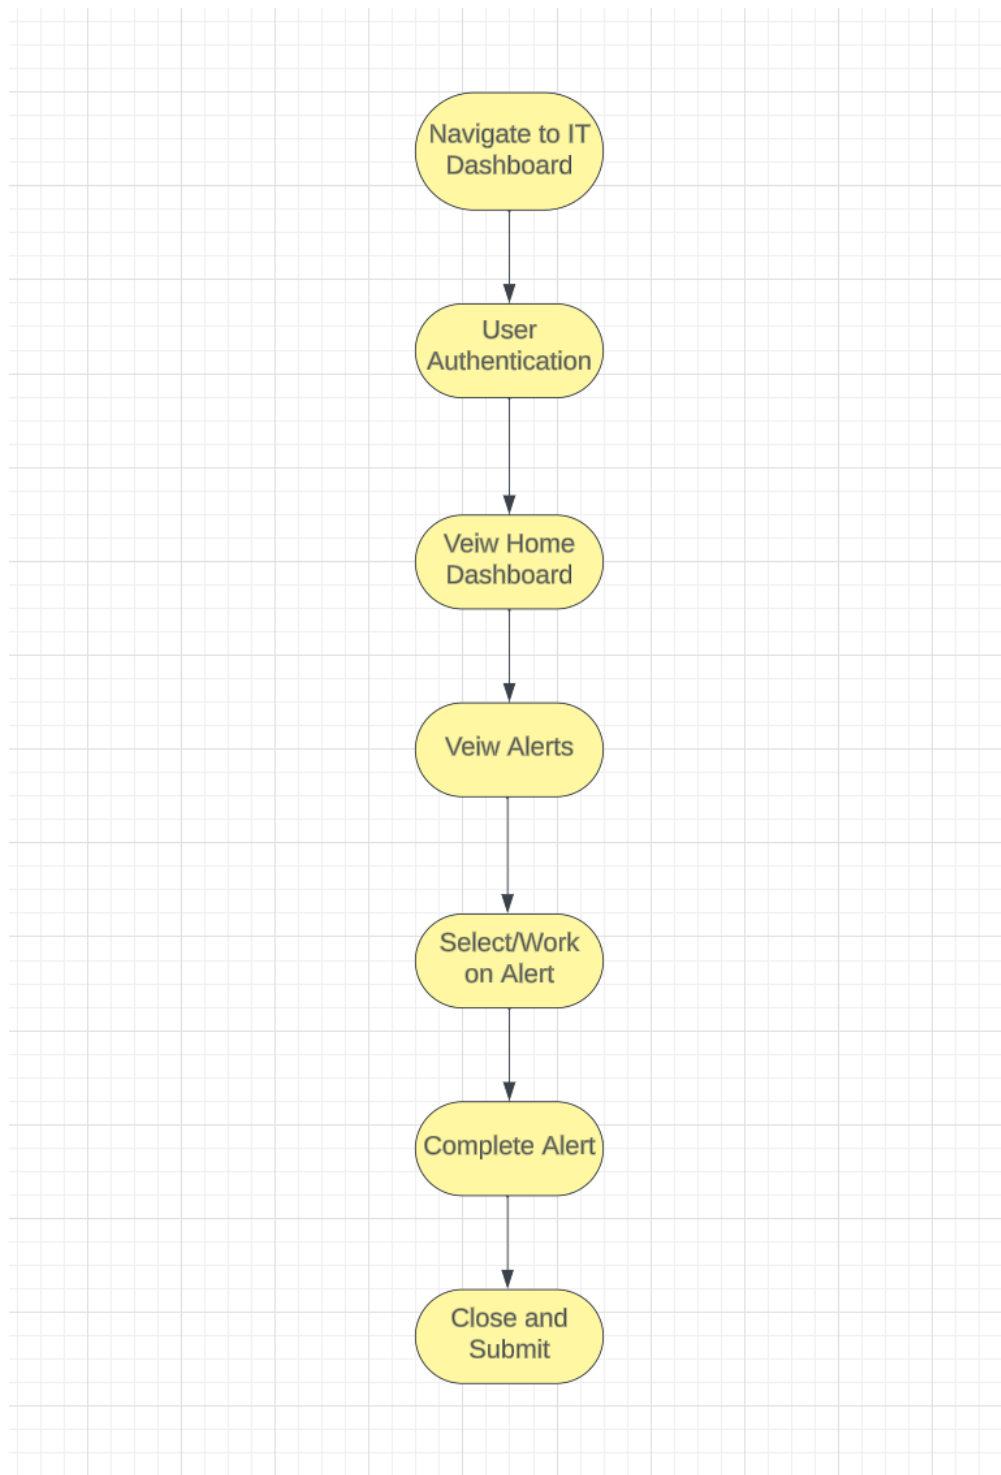 Navigate to IT
Dashboard
User
Authentication
Veiw Home
Dashboard
Veiw Alerts
Select/Work
on Alert
Complete Alert
Close and
Submit